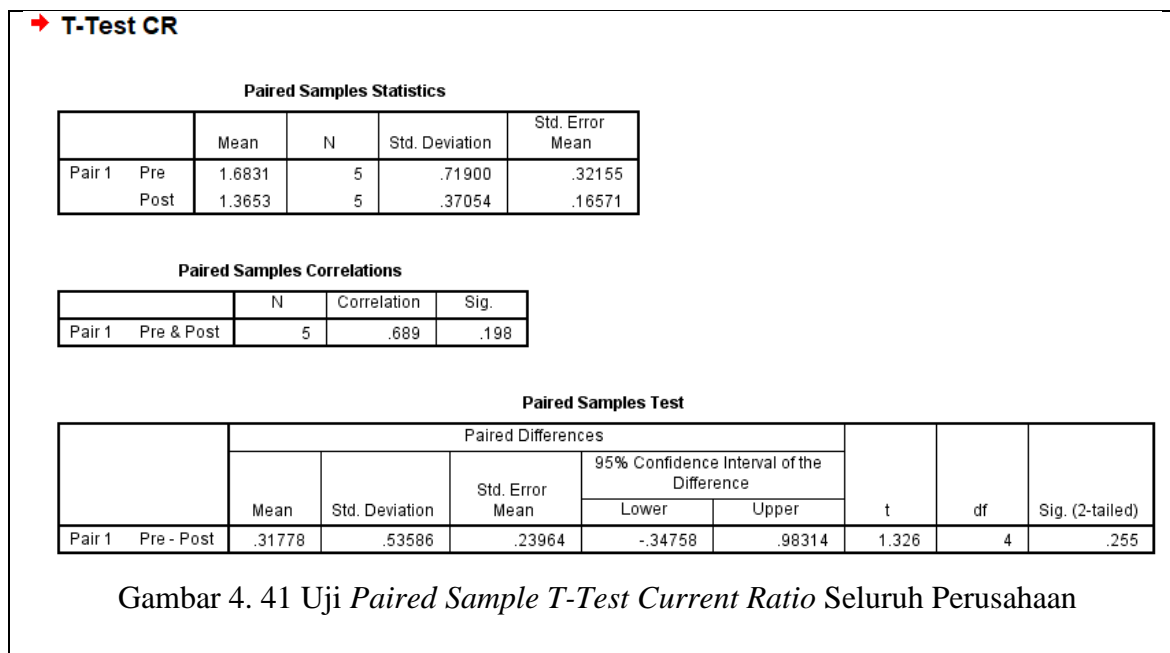 T-Test CR
Paired Samples Statistics
Mean N Std. Deviation Std. Error Mean
Pair 1 Pre 1.6831 5 .71900 .32155
Post 1.3653 5 .37054 .16571
Paired Samples Correlations
N Correlation Sig.
Pair 1 Pre & Post 5 .689 .198
Paired Samples Test
Paired Differences
95% Confidence Interval of the Difference
Mean Std. Deviation Std. Error Mean Lower Upper t df Sig. (2-tailed)
Pair 1 Pre - Post .31778 .53586 .23964 -.34758 .98314 1.326 4 .255
Gambar 4. 41 Uji Paired Sample T-Test Current Ratio Seluruh Perusahaan